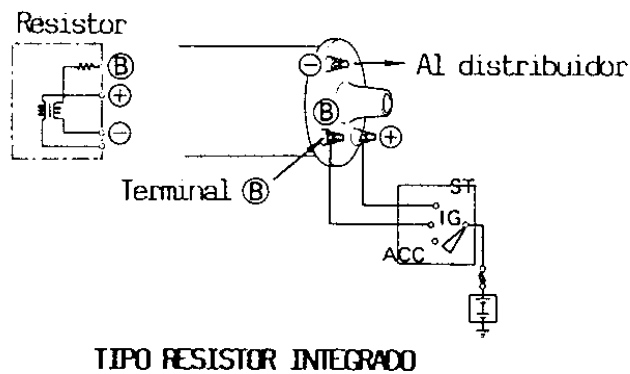 Resistor
B
+
−
− Al distribuidor
B
+
Terminal B
ST
IG
ACC
TIPO RESISTOR INTEGRADO